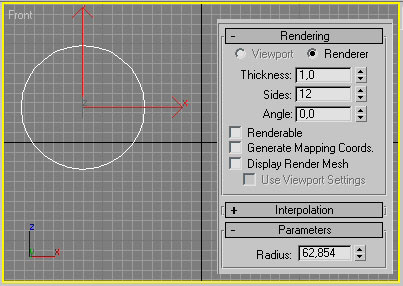 Front
- Rendering
Viewport Renderer
Thickness: 1,0
Sides: 12
Angle: 0,0
Renderable
Generate Mapping Coords.
Display Render Mesh
Use Viewport Settings
+ Interpolation
- Parameters
Radius: 62,854
x
z
y x